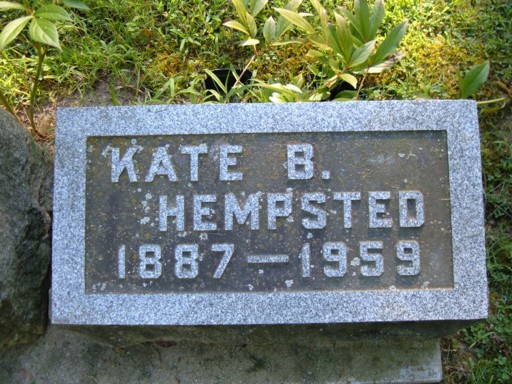 KATE B.
HEMPSTED
1887—1959